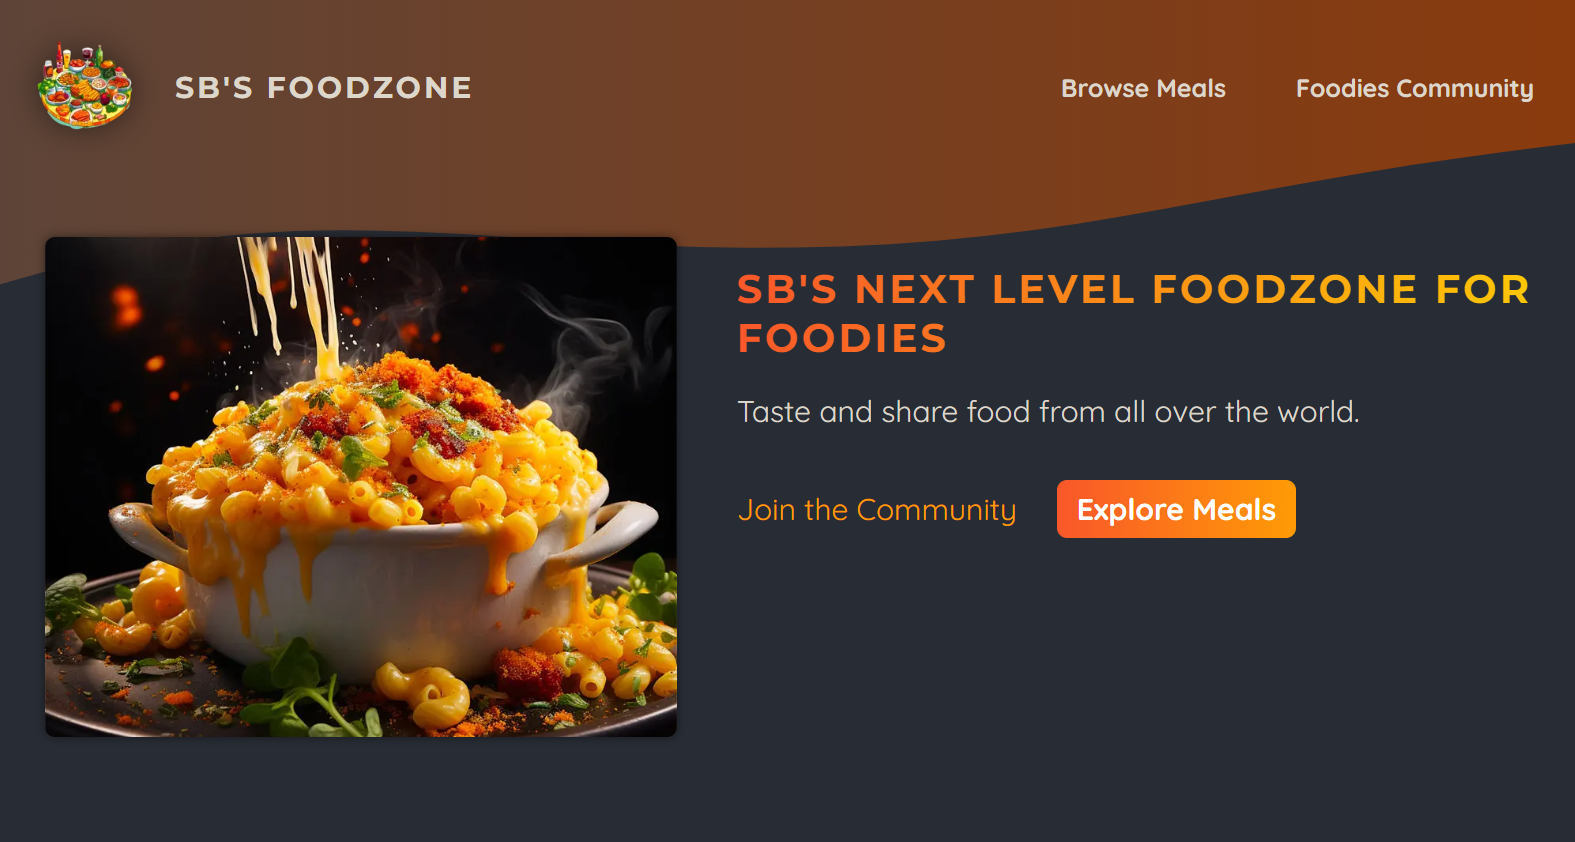 SB'S FOODZONE
Browse Meals
Foodies Community
SB'S NEXT LEVEL FOODZONE FOR
FOODIES
Taste and share food from all over the world.
Join the Community
Explore Meals